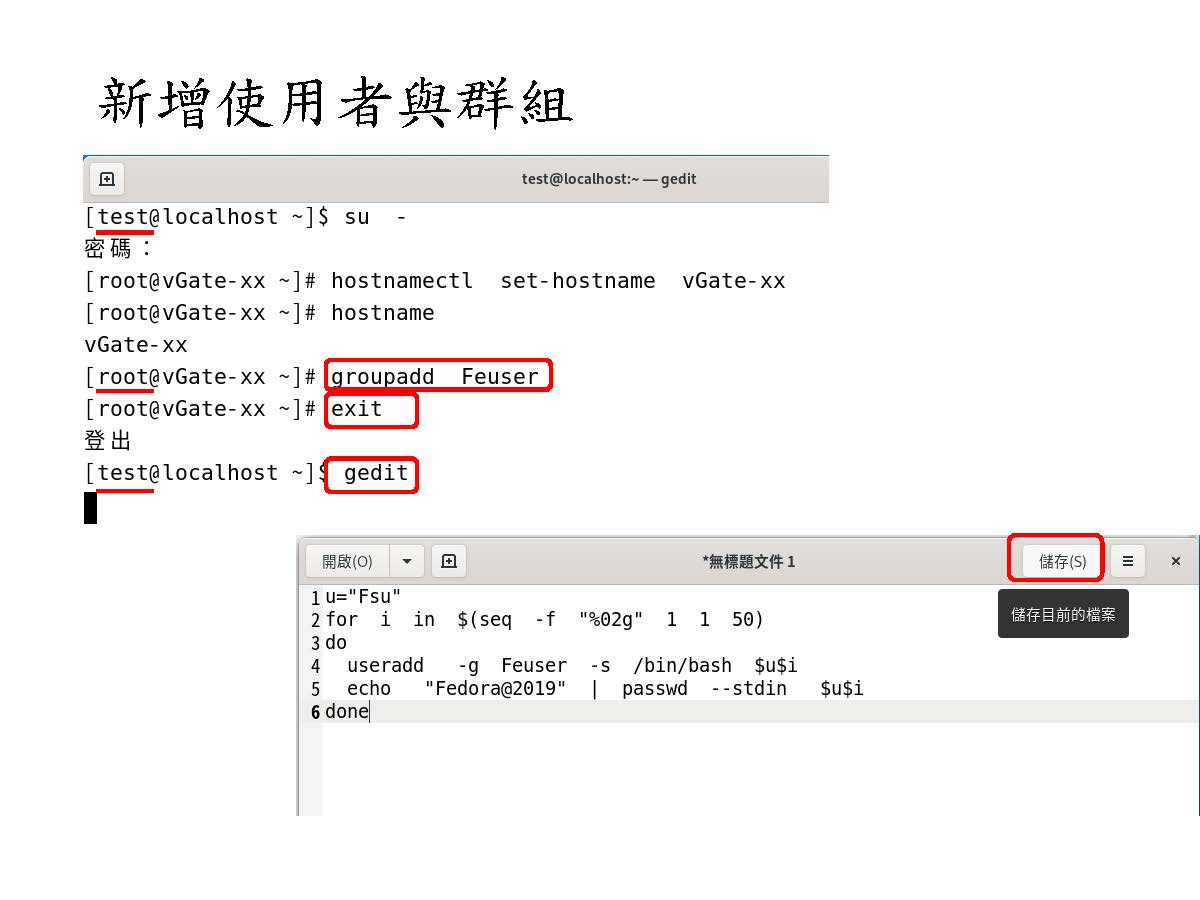 新增使用者與群組
test@localhost:~ — gedit
[test@localhost ~]$ su  -
密碼：
[root@vGate-xx ~]# hostnamectl  set-hostname  vGate-xx
[root@vGate-xx ~]# hostname
vGate-xx
[root@vGate-xx ~]# groupadd  Feuser
[root@vGate-xx ~]# exit
登出
[test@localhost ~]$ gedit
開啟(O)
*無標題文件 1
儲存(S)
儲存目前的檔案
1 u="Fsu"
2 for  i  in  $(seq  -f  "%02g"  1  1  50)
3 do
4   useradd   -g  Feuser  -s  /bin/bash  $u$i
5   echo   "Fedora@2019"  |  passwd  --stdin   $u$i
6 done